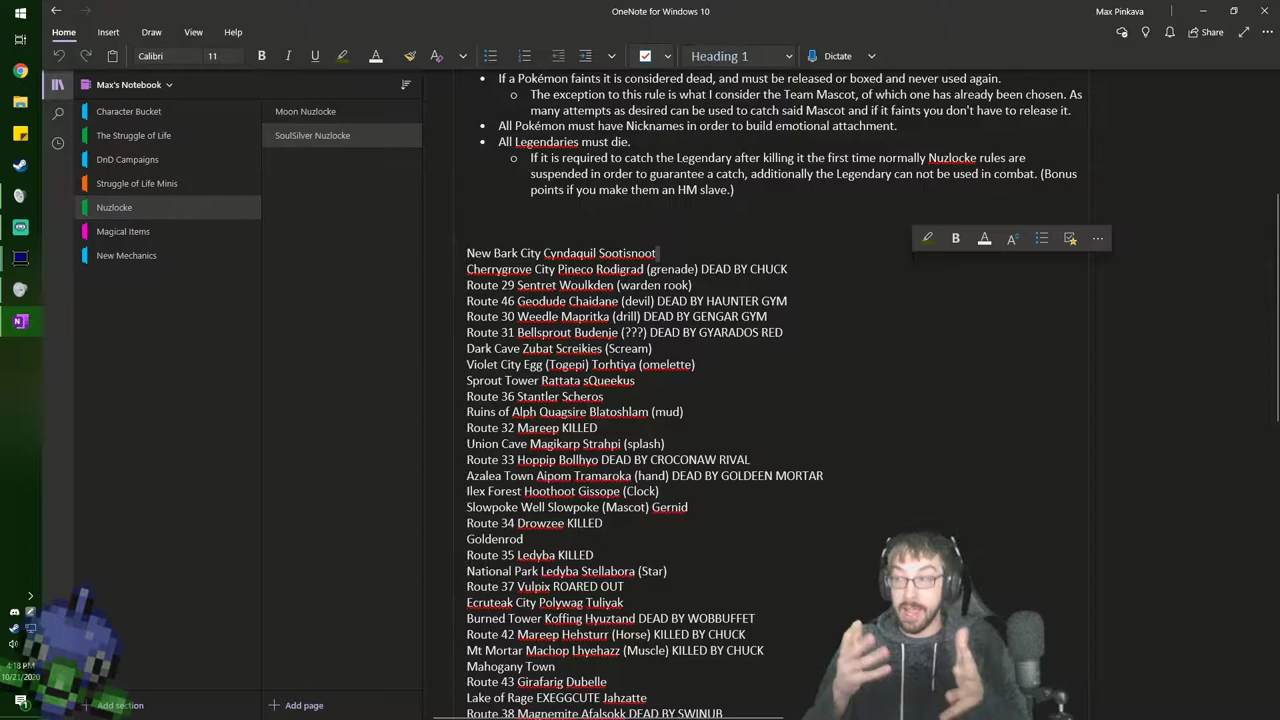 OneNote for Windows 10
Max Pinkava
Home
Insert
Draw
View
Help
Share
Calibri
11
B
I
U
A
Heading 1
Dictate
Max's Notebook
Character Bucket
The Struggle of Life
DnD Campaigns
Struggle of Life Minis
Nuzlocke
Magical Items
New Mechanics
Moon Nuzlocke
SoulSilver Nuzlocke
If a Pokémon faints it is considered dead, and must be released or boxed and never used again.
The exception to this rule is what I consider the Team Mascot, of which one has already been chosen. As
many attempts as desired can be used to catch said Mascot and if it faints you don't have to release it.
All Pokémon must have Nicknames in order to build emotional attachment.
All Legendaries must die.
If it is required to catch the Legendary after killing it the first time normally Nuzlocke rules are
suspended in order to guarantee a catch, additionally the Legendary can not be used in combat. (Bonus
points if you make them an HM slave.)
B
A
New Bark City Cyndaquil Sootisnoot
Cherrygrove City Pineco Rodigrad (grenade) DEAD BY CHUCK
Route 29 Sentret Woulkden (warden rook)
Route 46 Geodude Chaidane (devil) DEAD BY HAUNTER GYM
Route 30 Weedle Mapritka (drill) DEAD BY GENGAR GYM
Route 31 Bellsprout Budenje (???) DEAD BY GYARADOS RED
Dark Cave Zubat Screikies (Scream)
Violet City Egg (Togepi) Torhtiya (omelette)
Sprout Tower Rattata sQueekus
Route 36 Stantler Scheros
Ruins of Alph Quagsire Blatoshlam (mud)
Route 32 Mareep KILLED
Union Cave Magikarp Strahpi (splash)
Route 33 Hoppip Bollhyo DEAD BY CROCONAW RIVAL
Azalea Town Aipom Tramaroka (hand) DEAD BY GOLDEEN MORTAR
Ilex Forest Hoothoot Gissope (Clock)
Slowpoke Well Slowpoke (Mascot) Gernid
Route 34 Drowzee KILLED
Goldenrod
Route 35 Ledyba KILLED
National Park Ledyba Stellabora (Star)
Route 37 Vulpix ROARED OUT
Ecruteak City Polywag Tuliyak
Burned Tower Koffing Hyuztand DEAD BY WOBBUFFET
Route 42 Mareep Hehsturr (Horse) KILLED BY CHUCK
Mt Mortar Machop Lhyehazz (Muscle) KILLED BY CHUCK
Mahogany Town
Route 43 Girafarig Dubelle
Lake of Rage EXEGGCUTE Jahzatte
Route 38 Magnemite Afalsokk DEAD BY SWINUB
Add section
Add page
4:18 PM
10/21/2020